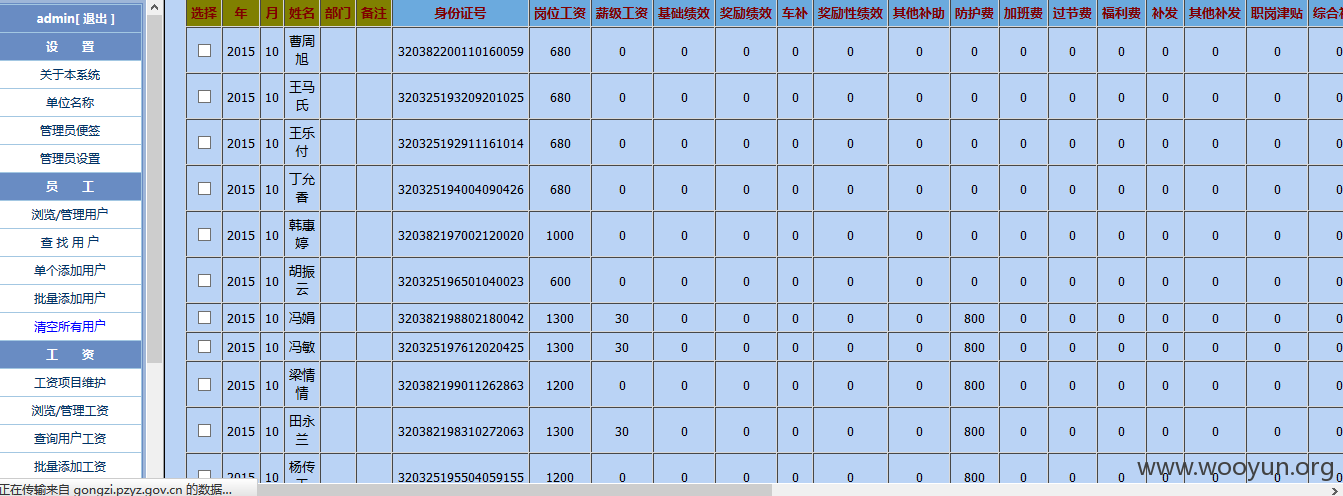 admin[ 退出 ]
设 置
关于本系统
单位名称
管理员便签
管理员设置
员 工
浏览/管理用户
查 找 用 户
单个添加用户
批量添加用户
清空所有用户
工 资
工资项目维护
浏览/管理工资
查询用户工资
批量添加工资
选择 年 月 姓名 部门 备注 身份证号 岗位工资 薪级工资 基础绩效 奖励绩效 车补 奖励性绩效 其他补助 防护费 加班费 过节费 福利费 补发 其他补发 职岗津贴
2015 10 曹周旭 320382200110160059 680 0 0 0 0 0 0 0 0 0 0 0 0 0 0
2015 10 王马氏 320325193209201025 680 0 0 0 0 0 0 0 0 0 0 0 0 0 0
2015 10 王乐付 320325192911161014 680 0 0 0 0 0 0 0 0 0 0 0 0 0 0
2015 10 丁允香 320325194004090426 680 0 0 0 0 0 0 0 0 0 0 0 0 0 0
2015 10 韩惠婷 320382197002120020 1000 0 0 0 0 0 0 0 0 0 0 0 0 0 0
2015 10 胡振云 320325196501040023 600 0 0 0 0 0 0 0 0 0 0 0 0 0 0
2015 10 冯娟 320382198802180042 1300 30 0 0 0 0 0 800 0 0 0 0 0 0 0
2015 10 冯敏 320325197612020425 1300 30 0 0 0 0 0 800 0 0 0 0 0 0 0
2015 10 梁情情 320382199011262863 1200 0 0 0 0 0 0 800 0 0 0 0 0 0 0
2015 10 田永兰 320382198310272063 1300 30 0 0 0 0 0 800 0 0 0 0 0 0 0
2015 10 杨传 320325195504059155 1200 0 0 0 0 0 0 800 0 0 0 0 0 0
www.wooyun.org
正在传输来自 gongzi.pzyz.gov.cn 的数据...